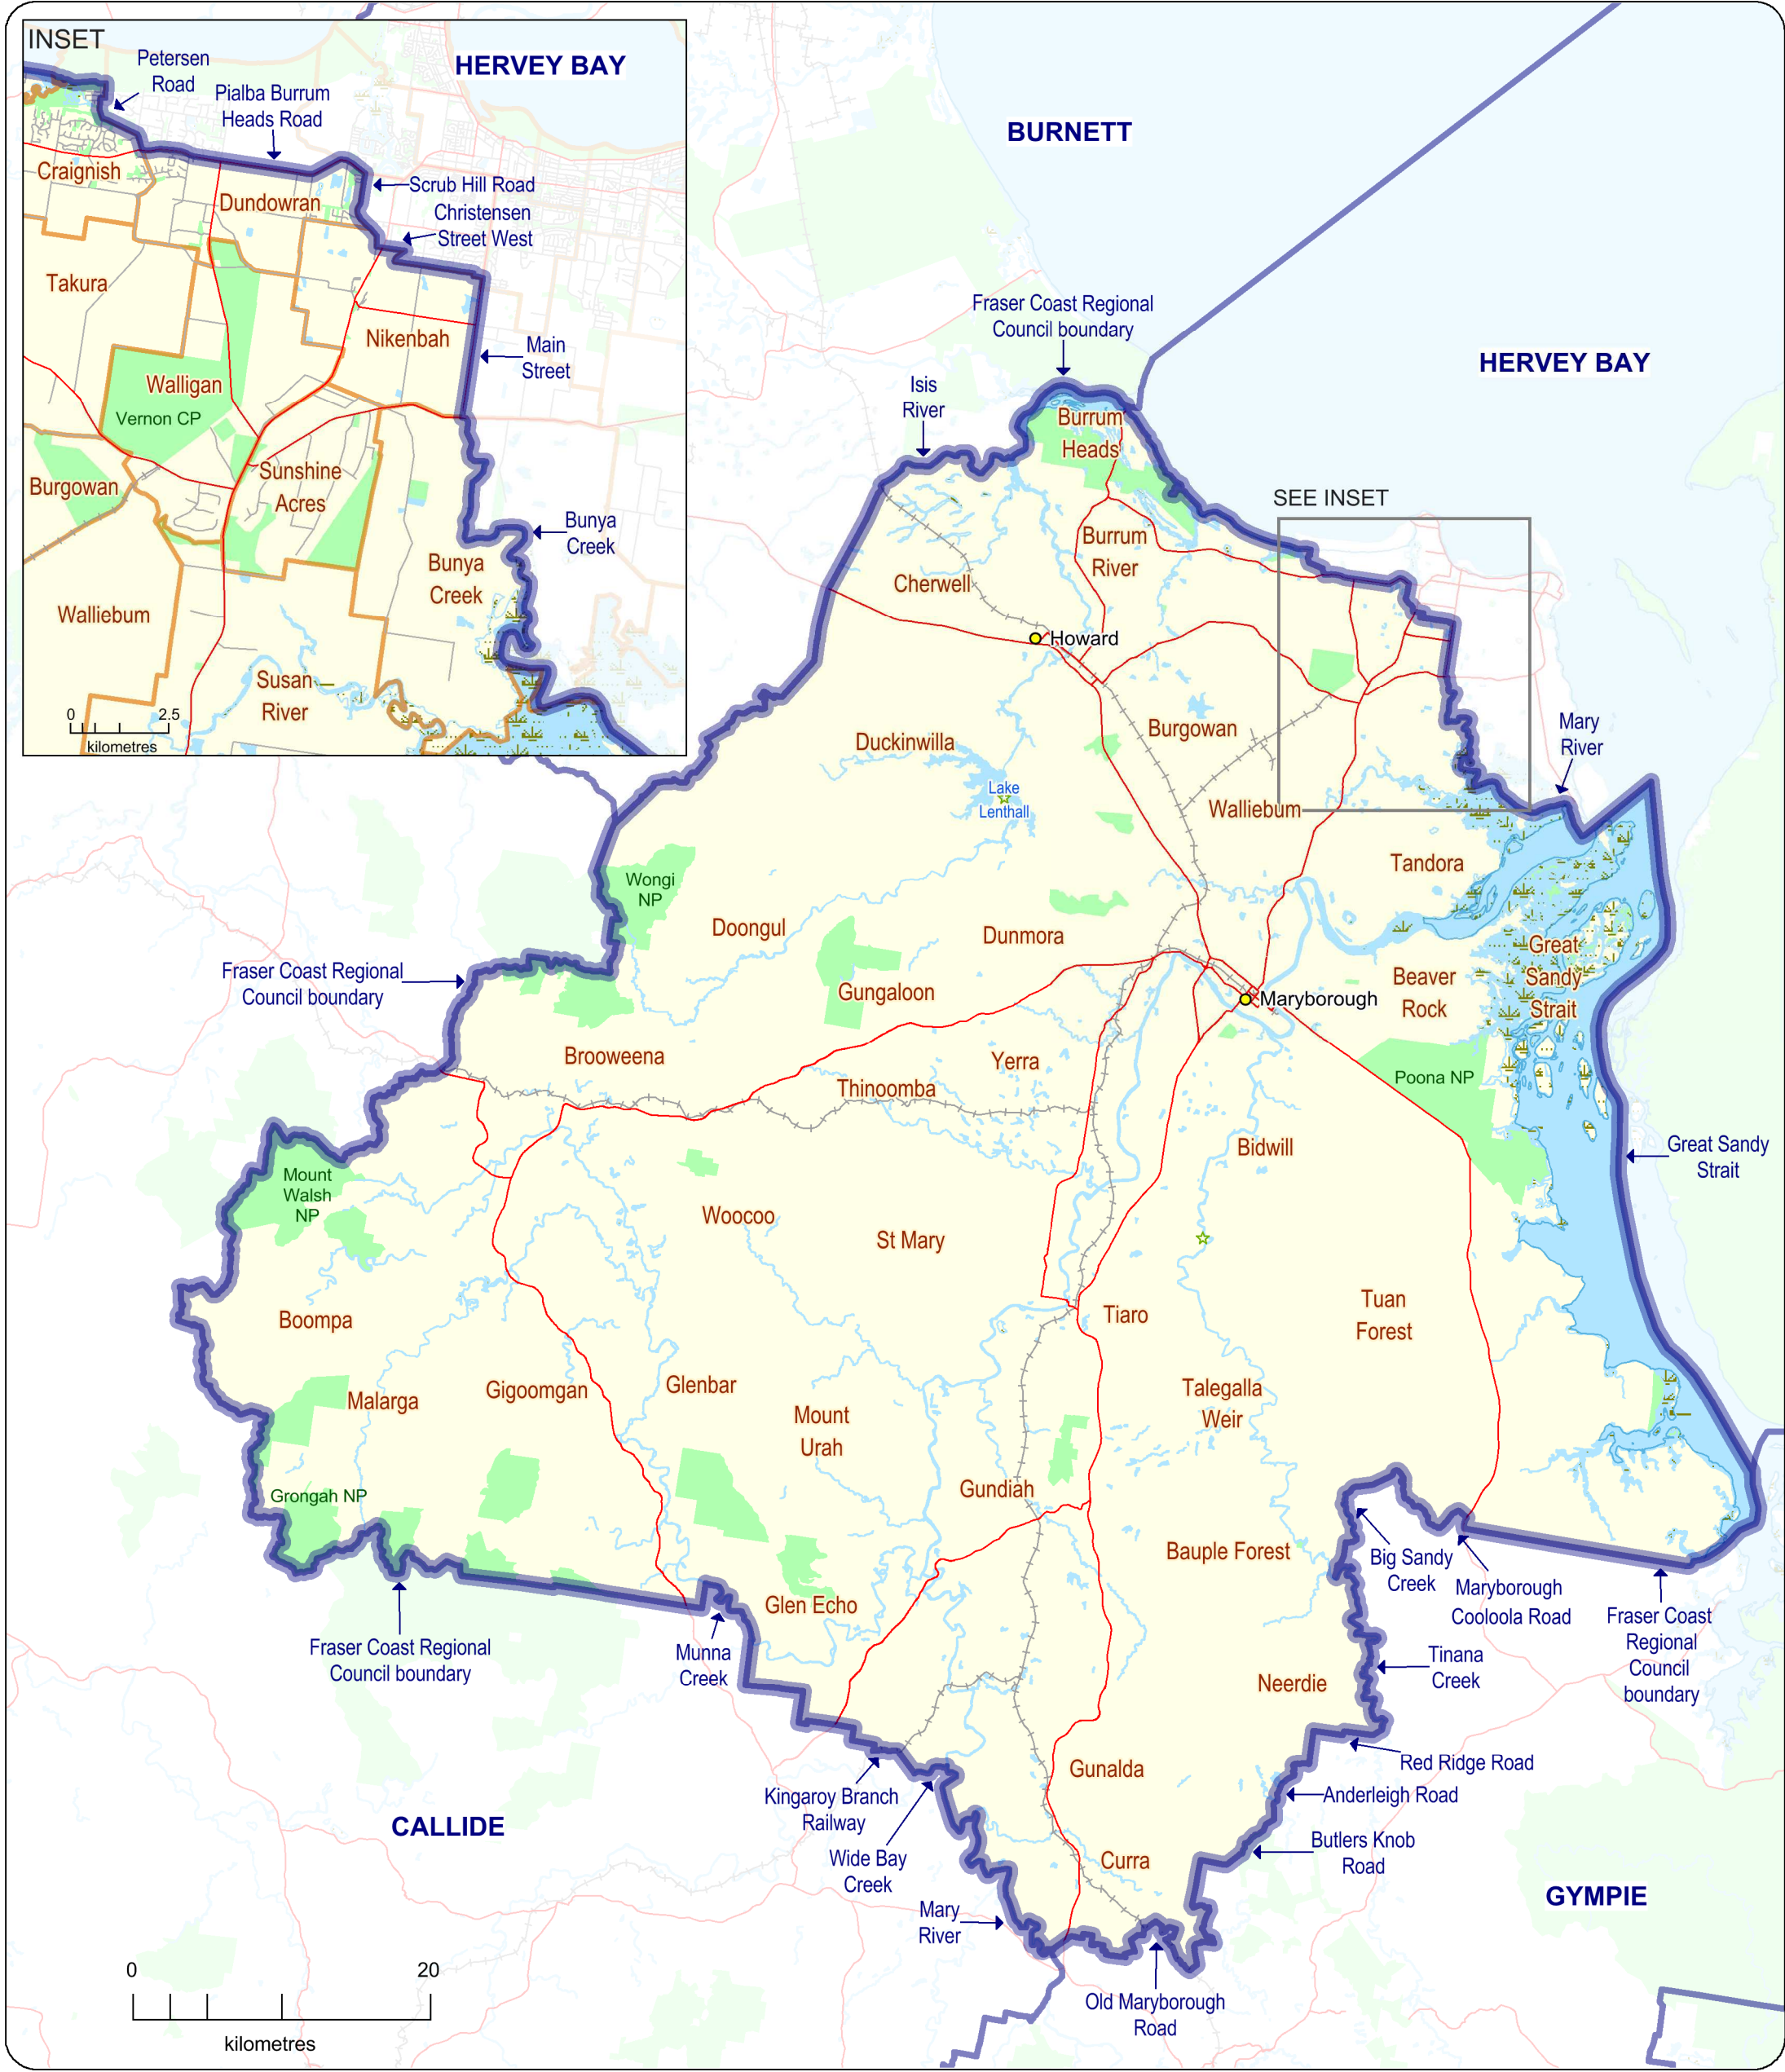 INSET
HERVEY BAY
Petersen
Road
Pialba Burrum
Heads Road
Craignish
Scrub Hill Road
Dundowran
Christensen
Street West
Takura
Nikenbah
Main
Street
Walligan
Vernon CP
Burgowan
Sunshine
Acres
Bunya
Creek
Bunya
Creek
Walliebum
Susan
River
0
2.5
kilometres
BURNETT
Fraser Coast Regional
Council boundary
HERVEY BAY
Isis
River
Burrum
Heads
SEE INSET
Burrum
River
Cherwell
Howard
Mary
River
Burgowan
Duckinwilla
Lake
Lenthall
Walliebum
Tandora
Wongi
NP
Doongul
Dunmora
Great
Sandy
Strait
Beaver
Rock
Fraser Coast Regional
Council boundary
Gungaloon
Maryborough
Brooweena
Yerra
Thinoomba
Poona NP
Bidwill
Great Sandy
Strait
Mount
Walsh
NP
Woocoo
St Mary
Tiaro
Tuan
Forest
Boompa
Malarga
Gigoomgan
Glenbar
Talegalla
Weir
Mount
Urah
Grongah NP
Gundiah
Bauple Forest
Big Sandy
Creek
Maryborough
Cooloola Road
Fraser Coast
Regional
Council
boundary
Glen Echo
Fraser Coast Regional
Council boundary
Munna
Creek
Tinana
Creek
Neerdie
Gunalda
Red Ridge Road
Kingaroy Branch
Railway
Anderleigh Road
CALLIDE
Butlers Knob
Road
Wide Bay
Creek
Curra
GYMPIE
Mary
River
0
20
kilometres
Old Maryborough
Road